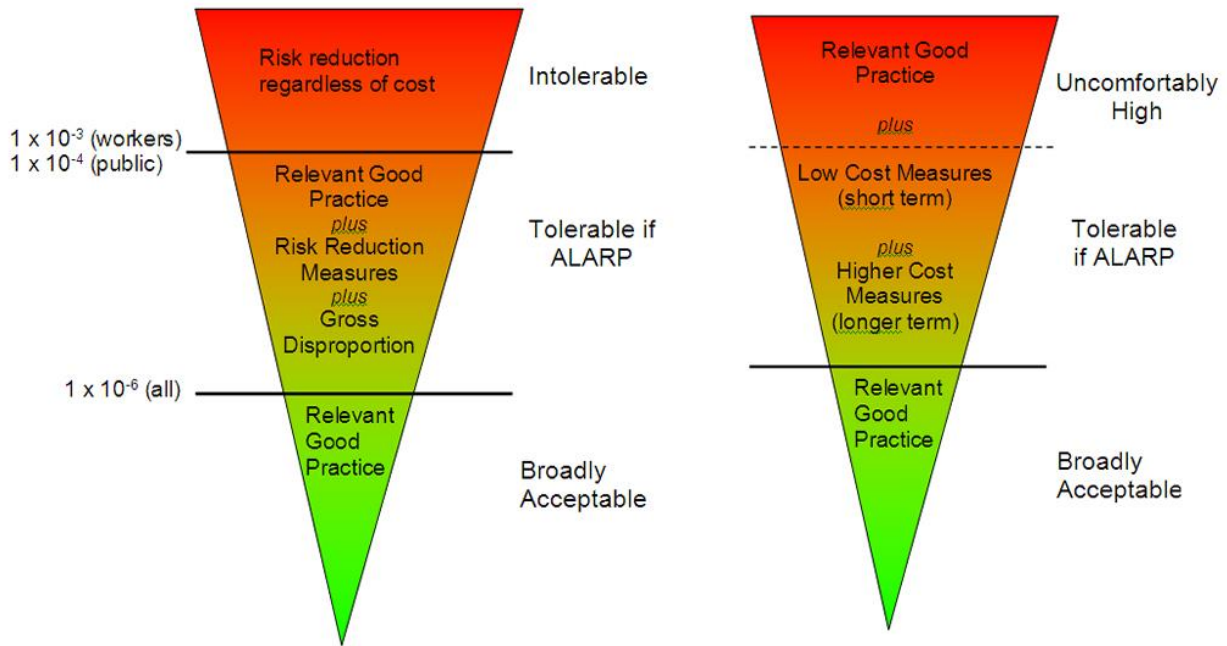 Risk reduction
regardless of cost
Intolerable
1 x 10-3 (workers)
1 x 10-4 (public)
Relevant Good
Practice
plus
Risk Reduction
Measures
plus
Gross
Disproportion
Tolerable if
ALARP
1 x 10-6 (all)
Relevant
Good
Practice
Broadly
Acceptable
Relevant Good
Practice
plus
Uncomfortably
High
Low Cost Measures
(short term)
plus
Higher Cost
Measures
(longer term)
Tolerable
if ALARP
Relevant
Good
Practice
Broadly
Acceptable